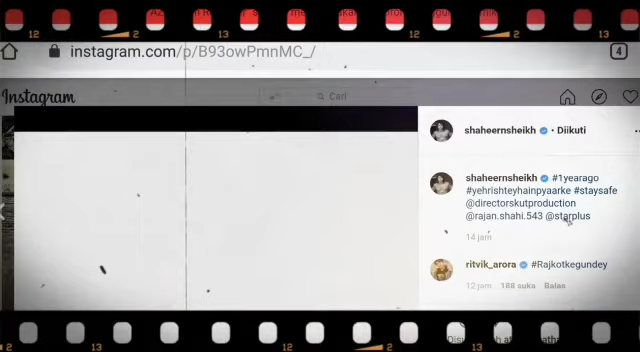 12
13
12
13
instagram.com/p/B93owPmnMC_/
4
Instagram
Cari
shaheernsheikh • Diikuti
shaheernsheikh #1yearago
#yehrishteyhainpyaarke #staysafe
@directorskutproduction
@rajan.shahi.543 @starplus
14 jam
ritvik_arora #Rajkotkegundey
12 jam 188 suka Balas
2
13
12
13